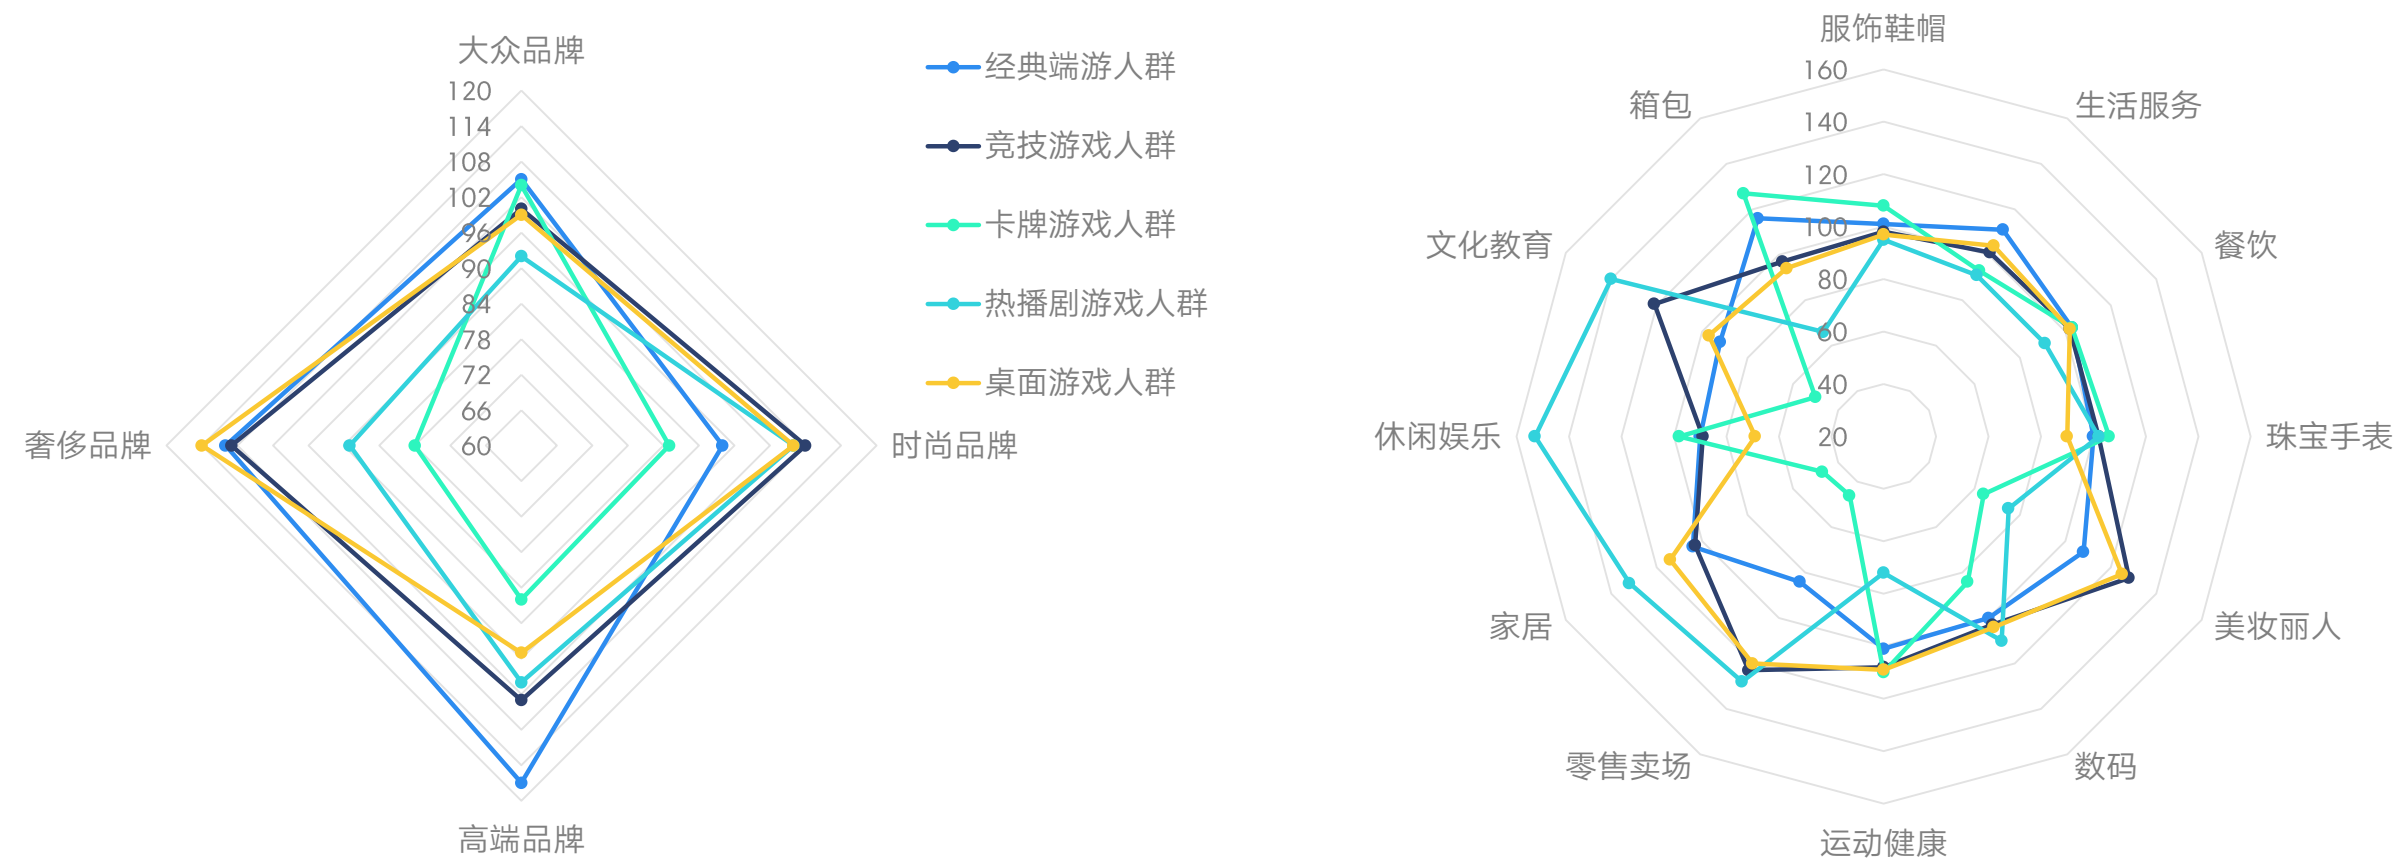 大众品牌
120
114
108
102
96
90
84
78
72
66
60
奢侈品牌
时尚品牌
高端品牌
经典端游人群
竞技游戏人群
卡牌游戏人群
热播剧游戏人群
桌面游戏人群
服饰鞋帽
160
140
120
100
80
60
40
20
箱包
生活服务
文化教育
餐饮
休闲娱乐
珠宝手表
家居
美妆丽人
零售卖场
数码
运动健康